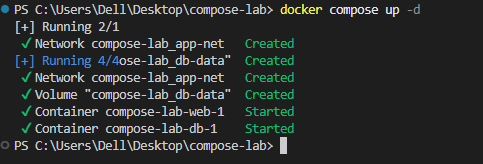 PS C:\Users\Dell\Desktop\compose-lab> docker compose up -d
[+] Running 2/1
✓ Network compose-lab_app-net Created
[+] Running 4/4ose-lab_db-data" Created
✓ Network compose-lab_app-net Created
✓ Volume "compose-lab_db-data" Created
✓ Container compose-lab-web-1 Started
✓ Container compose-lab-db-1 Started
PS C:\Users\Dell\Desktop\compose-lab>